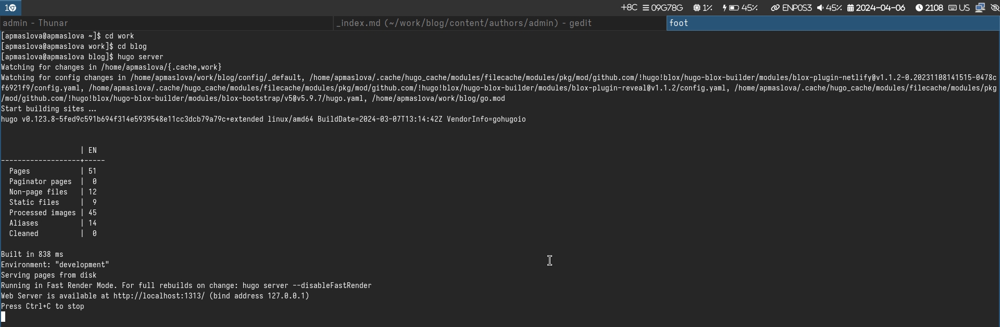 1
+8C 09G78G 1% 45% ENP0S3 45% 2024-04-06 2108 US
admin - Thunar
_index.md (~/work/blog/content/authors/admin) - gedit
foot
[apmaslova@apmaslova ~]$ cd work
[apmaslova@apmaslova work]$ cd blog
[apmaslova@apmaslova blog]$ hugo server
Watching for changes in /home/apmaslova/{.cache,work}
Watching for config changes in /home/apmaslova/work/blog/config/_default, /home/apmaslova/.cache/hugo_cache/modules/filecache/modules/pkg/mod/github.com/!hugo!blox/hugo-blox-builder/modules/blox-plugin-netlify@v1.1.2-0.20231108141515-0478c
f6921f9/config.yaml, /home/apmaslova/.cache/hugo_cache/modules/filecache/modules/pkg/mod/github.com/!hugo!blox/hugo-blox-builder/modules/blox-plugin-reveal@v1.1.2/config.yaml, /home/apmaslova/.cache/hugo_cache/modules/filecache/modules/pkg
/mod/github.com/!hugo!blox/hugo-blox-builder/modules/blox-bootstrap/v5@v5.9.7/hugo.yaml, /home/apmaslova/work/blog/go.mod
Start building sites …
hugo v0.123.8-5fed9c591b694f314e5939548e11cc3dcb79a79c+extended linux/amd64 BuildDate=2024-03-07T13:14:42Z VendorInfo=gohugoio
                   | EN
-------------------+-----
  Pages            | 51
  Paginator pages  |  0
  Non-page files   | 12
  Static files     |  9
  Processed images | 45
  Aliases          | 14
  Cleaned          |  0
Built in 838 ms
Environment: "development"
Serving pages from disk
Running in Fast Render Mode. For full rebuilds on change: hugo server --disableFastRender
Web Server is available at http://localhost:1313/ (bind address 127.0.0.1)
Press Ctrl+C to stop